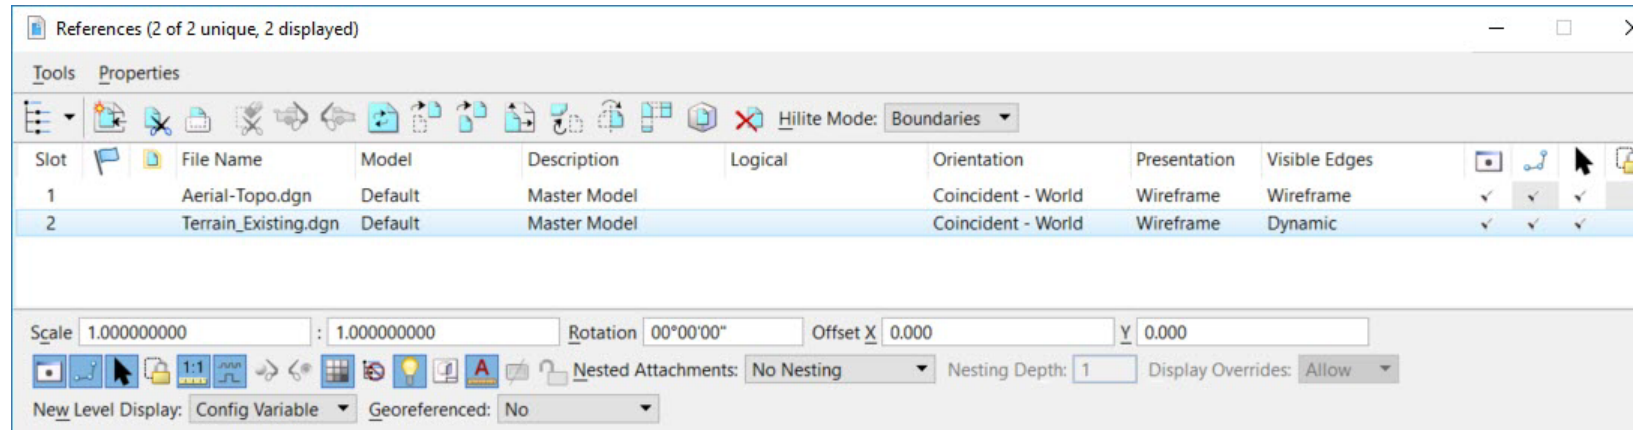 References (2 of 2 unique, 2 displayed)
Tools Properties
Hilite Mode: Boundaries
Slot File Name Model Description Logical Orientation Presentation Visible Edges
1 Aerial-Topo.dgn Default Master Model Coincident - World Wireframe Wireframe
2 Terrain_Existing.dgn Default Master Model Coincident - World Wireframe Dynamic
Scale 1.000000000 : 1.000000000 Rotation 00°00'00" Offset X 0.000 Y 0.000
1:1 A Nested Attachments: No Nesting Nesting Depth: 1 Display Overrides: Allow
New Level Display: Config Variable Georeferenced: No